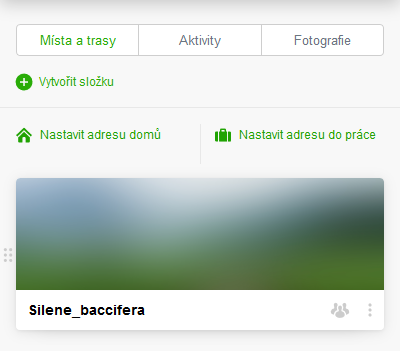 Místa a trasy
Aktivity
Fotografie
Vytvořit složku
Nastavit adresu domů
Nastavit adresu do práce
Silene_baccifera